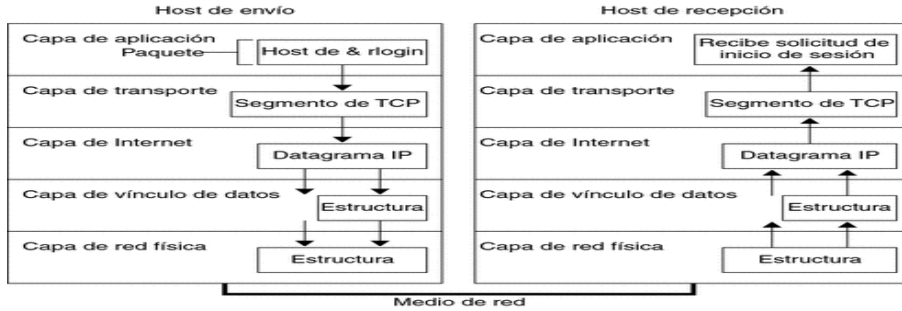 Host de envío
Capa de aplicación
Paquete
Host de & rlogin
Capa de transporte
Segmento de TCP
Capa de Internet
Datagrama IP
Capa de vínculo de datos
Estructura
Capa de red física
Estructura
Host de recepción
Capa de aplicación
Recibe solicitud de
inicio de sesión
Capa de transporte
Segmento de TCP
Capa de Internet
Datagrama IP
Capa de vínculo de datos
Estructura
Capa de red física
Estructura
Medio de red